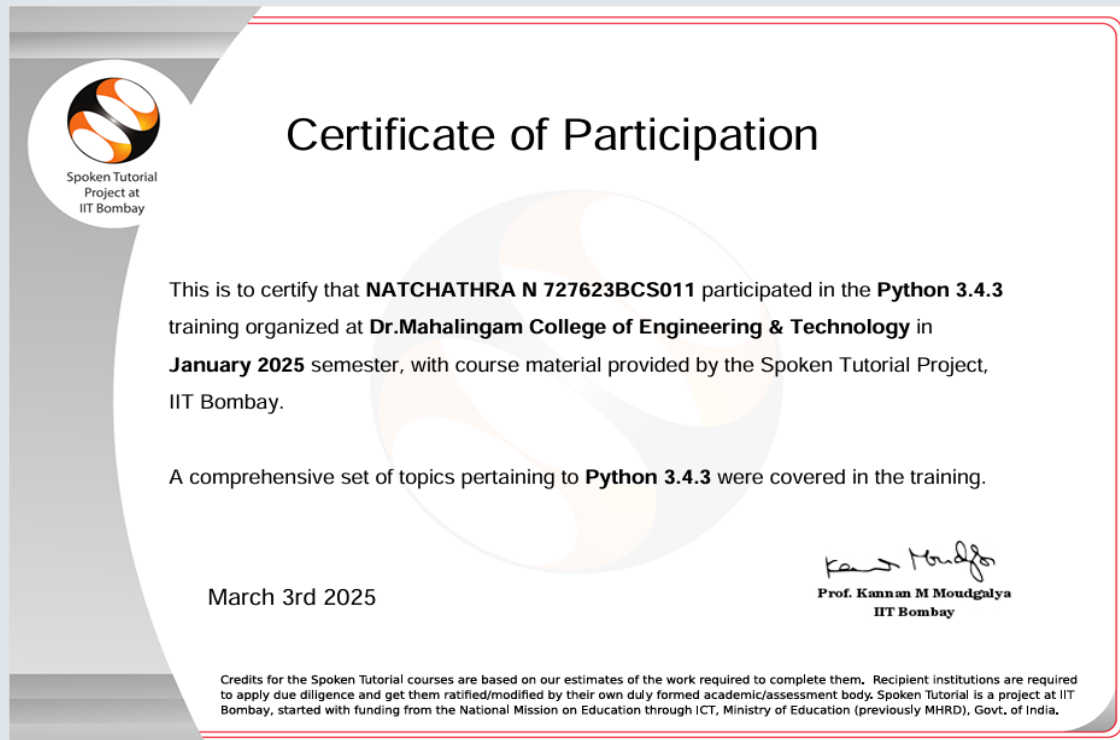 Spoken Tutorial
Project at
IIT Bombay
Certificate of Participation
This is to certify that NATCHATHRA N 727623BCS011 participated in the Python 3.4.3
training organized at Dr.Mahalingam College of Engineering & Technology in
January 2025 semester, with course material provided by the Spoken Tutorial Project,
IIT Bombay.
A comprehensive set of topics pertaining to Python 3.4.3 were covered in the training.
March 3rd 2025
Prof. Kannan M Moudgalya
IIT Bombay
Credits for the Spoken Tutorial courses are based on our estimates of the work required to complete them. Recipient institutions are required
to apply due diligence and get them ratified/modified by their own duly formed academic/assessment body. Spoken Tutorial is a project at IIT
Bombay, started with funding from the National Mission on Education through ICT, Ministry of Education (previously MHRD), Govt. of India.